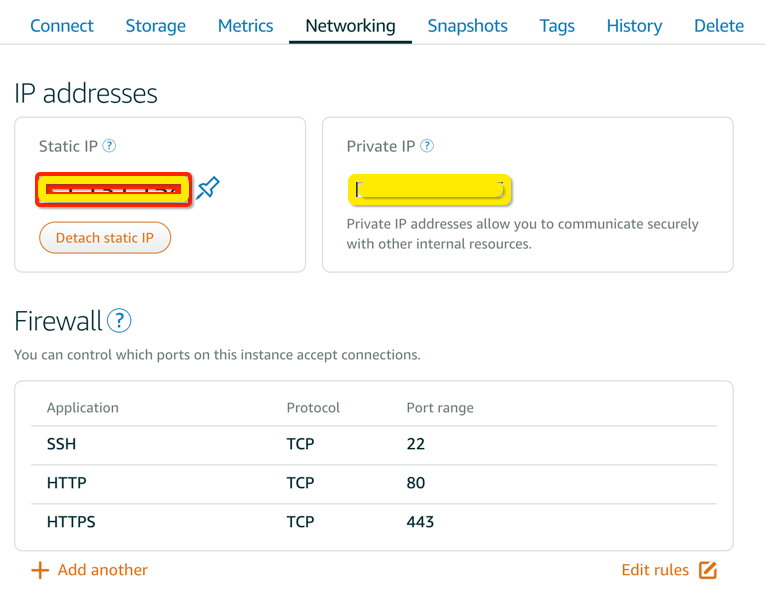 Connect Storage Metrics Networking Snapshots Tags History Delete
IP addresses
Static IP ?
Private IP ?
Detach static IP
Private IP addresses allow you to communicate securely
with other internal resources.
Firewall ?
You can control which ports on this instance accept connections.
Application Protocol Port range
SSH TCP 22
HTTP TCP 80
HTTPS TCP 443
+ Add another Edit rules